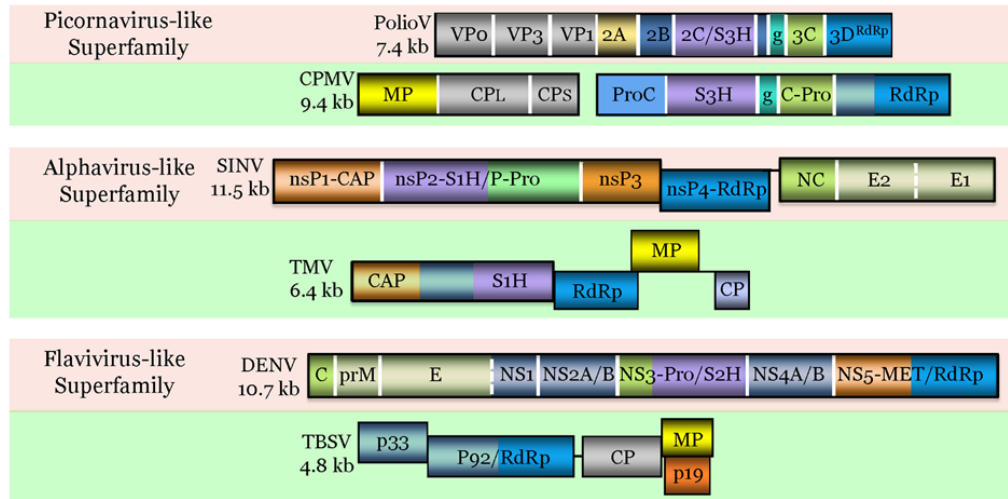 Picornavirus-like
Superfamily
PolioV
7.4 kb
VP0 VP3 VP1 2A 2B 2C/S3H g 3C 3D RdRp
CPMV
9.4 kb
MP CPL CPS ProC S3H g C-Pro RdRp
Alphavirus-like
Superfamily
SINV
11.5 kb
nsP1-CAP nsP2-S1H/P-Pro nsP3 nsP4-RdRp NC E2 E1
TMV
6.4 kb
CAP S1H RdRp MP CP
Flavivirus-like
Superfamily
DENV
10.7 kb
C prM E NS1 NS2A/B NS3-Pro/S2H NS4A/B NS5-MET/RdRp
TBSV
4.8 kb
p33 P92/RdRp CP MP
p19